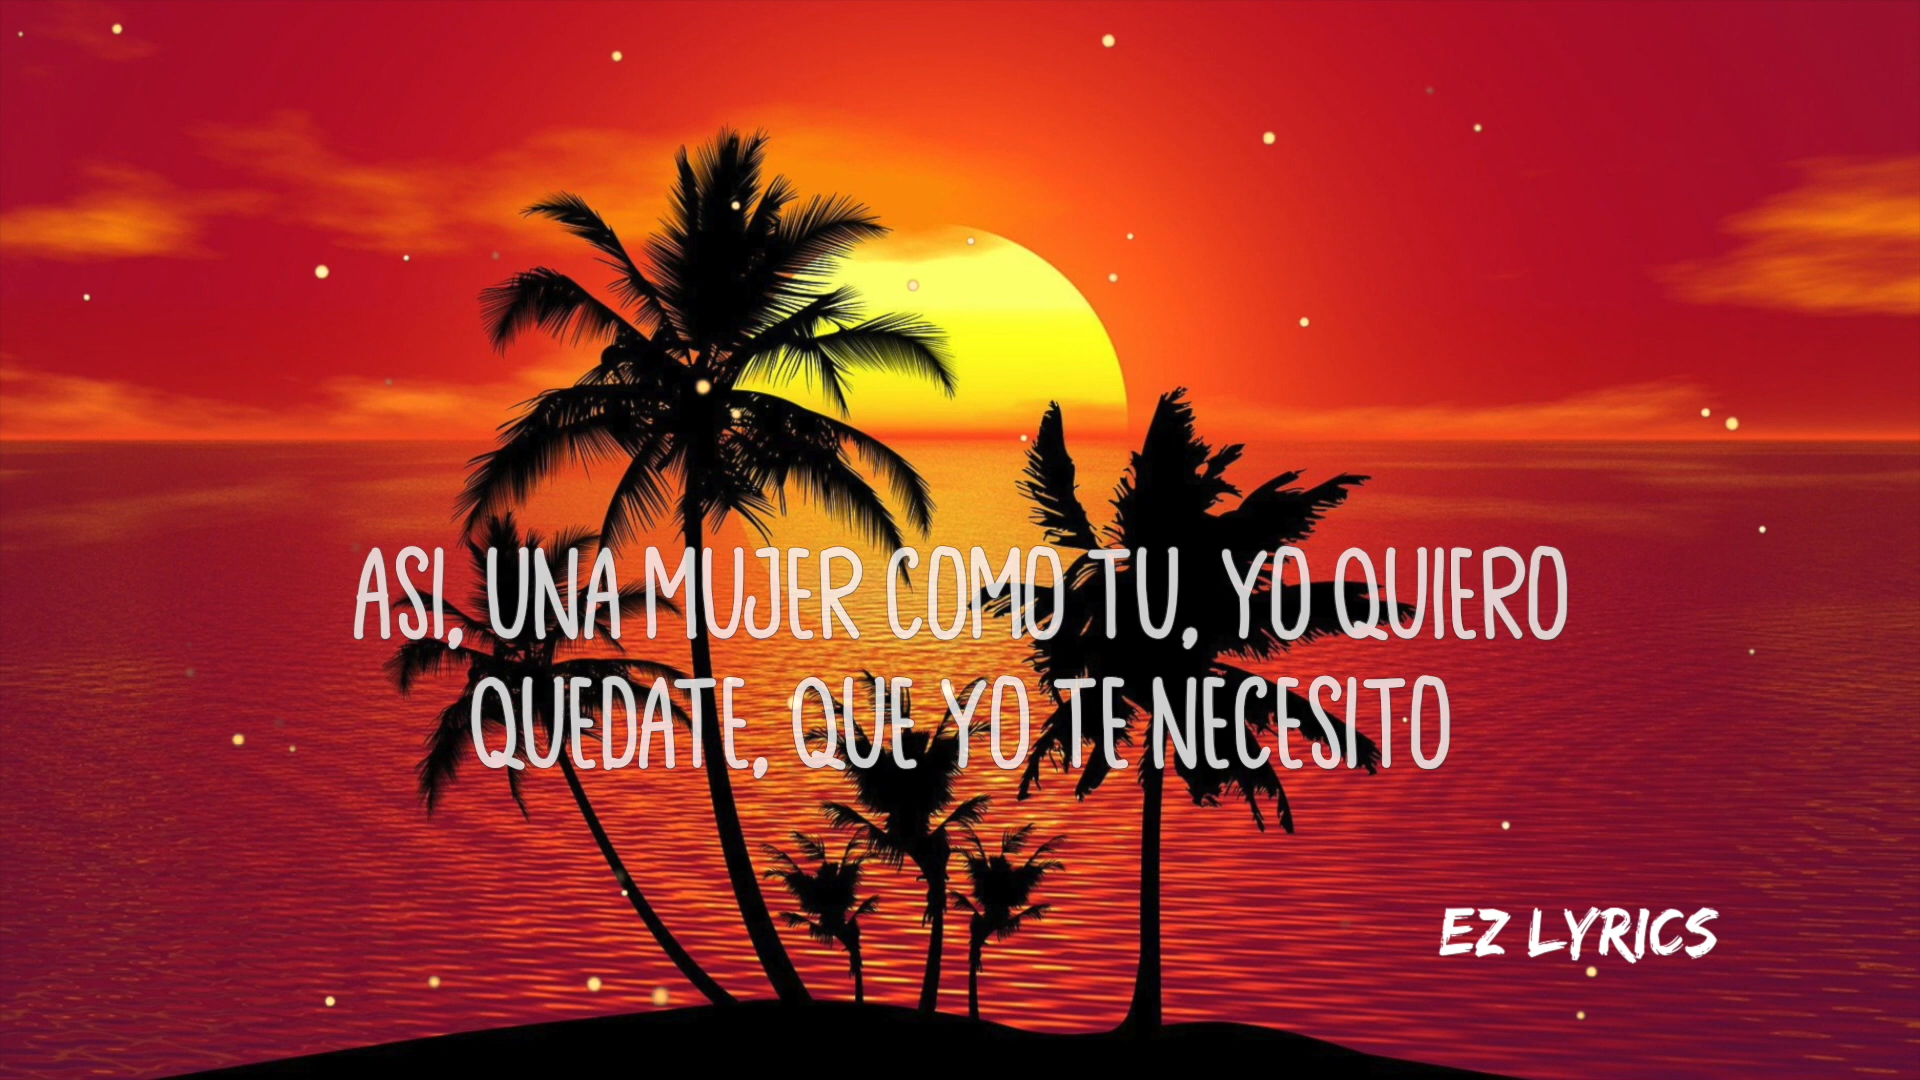 ASI, UNA MUJER COMO TU, YO QUIERO
QUEDATE, QUE YO TE NECESITO
EZ LYRICS